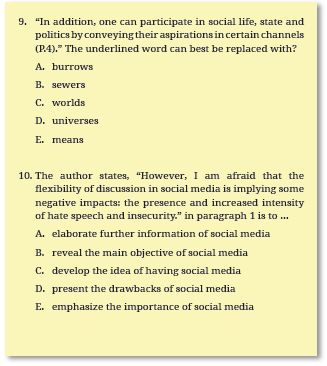 9. “In addition, one can participate in social life, state and
politics by conveying their aspirations in certain channels
(P.4).” The underlined word can best be replaced with?
A. burrows
B. sewers
C. worlds
D. universes
E. means
10. The author states, “However, I am afraid that the
flexibility of discussion in social media is implying some
negative impacts: the presence and increased intensity
of hate speech and insecurity.” in paragraph 1 is to ...
A. elaborate further information of social media
B. reveal the main objective of social media
C. develop the idea of having social media
D. present the drawbacks of social media
E. emphasize the importance of social media